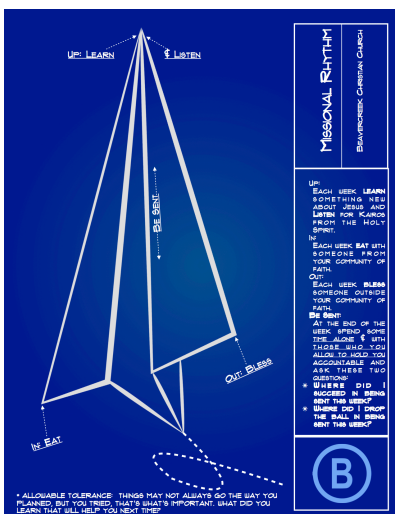 Up: Learn
& Listen
Be Sent
Out: Bless
In: Eat
Missional Rhythm
Beavercreek Christian Church
Up:
Each week LEARN
something new
about Jesus and
Listen for Kairos
from the Holy
Spirit.
In:
Each week EAT with
someone from
your community of
faith.
Out:
Each week BLESS
someone outside
your community of
faith.
Be Sent:
At the end of the
week spend some
time alone & with
those who you
allow to hold you
accountable and
ask these two
questions:
* Where did I
succeed in being
sent this week?
* Where did I drop
the ball in being
sent this week?
B
• Allowable Tolerance: Things may not always go the way you
planned, but you tried, that's what's important. What did you
learn that will help you next time?